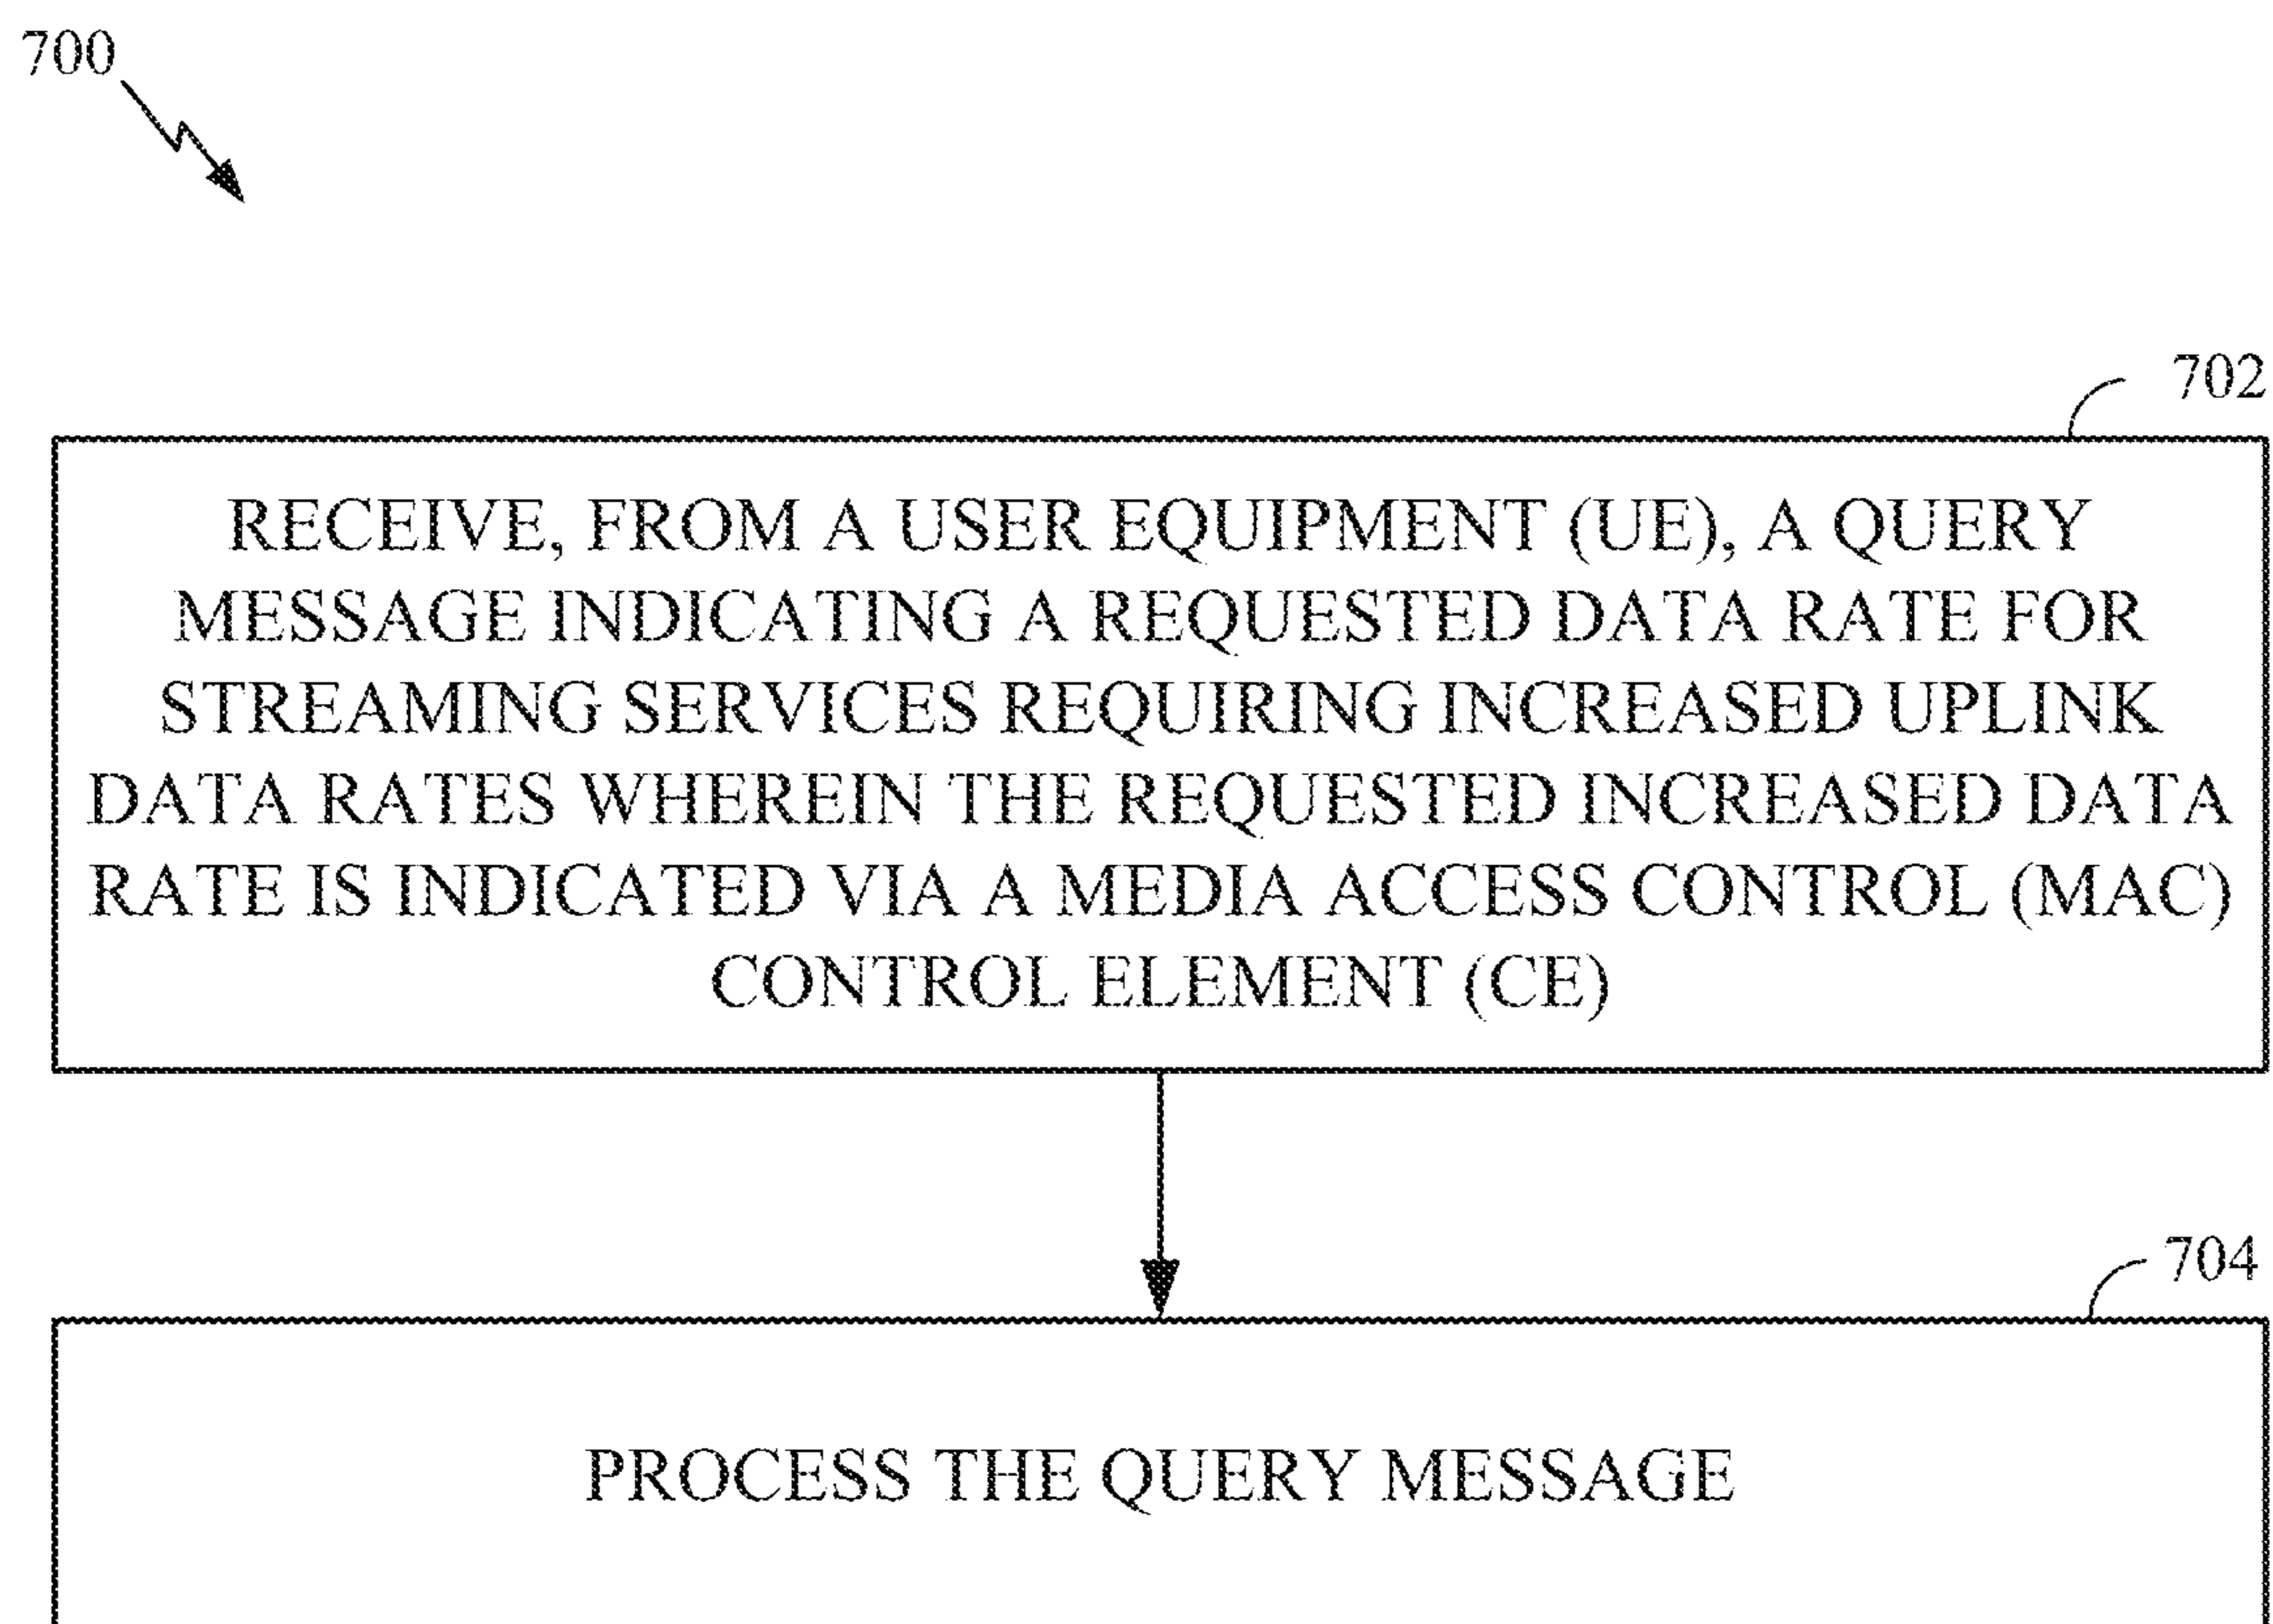 700
702
RECEIVE, FROM A USER EQUIPMENT (UE), A QUERY
MESSAGE INDICATING A REQUESTED DATA RATE FOR
STREAMING SERVICES REQUIRING INCREASED UPLINK
DATA RATES WHEREIN THE REQUESTED INCREASED DATA
RATE IS INDICATED VIA A MEDIA ACCESS CONTROL (MAC)
CONTROL ELEMENT (CE)
704
PROCESS THE QUERY MESSAGE